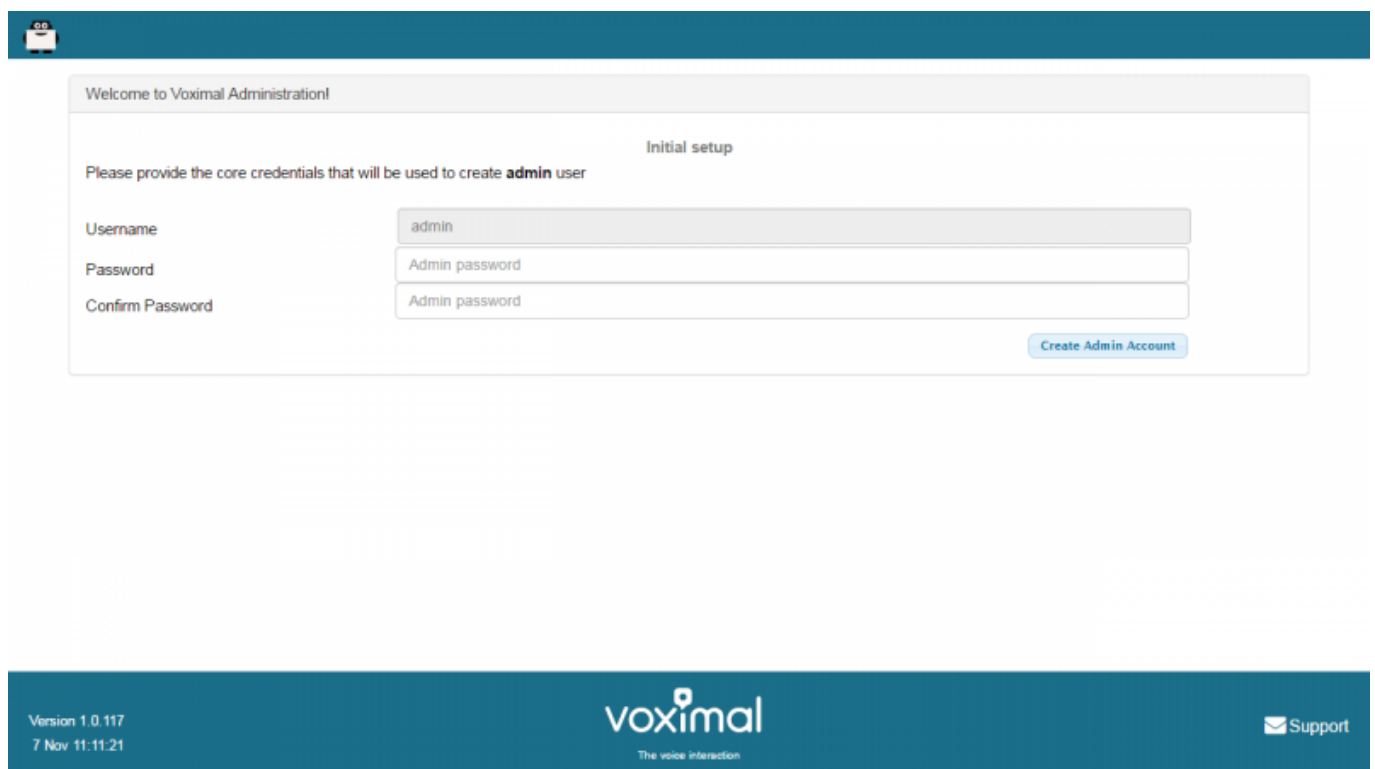 Welcome to Voximal Administration!
Initial setup
Please provide the core credentials that will be used to create admin user
Username
admin
Password
Admin password
Confirm Password
Admin password
Create Admin Account
Version 1.0.117
7 Nov 11:11:21
voximal
The voice interaction
Support